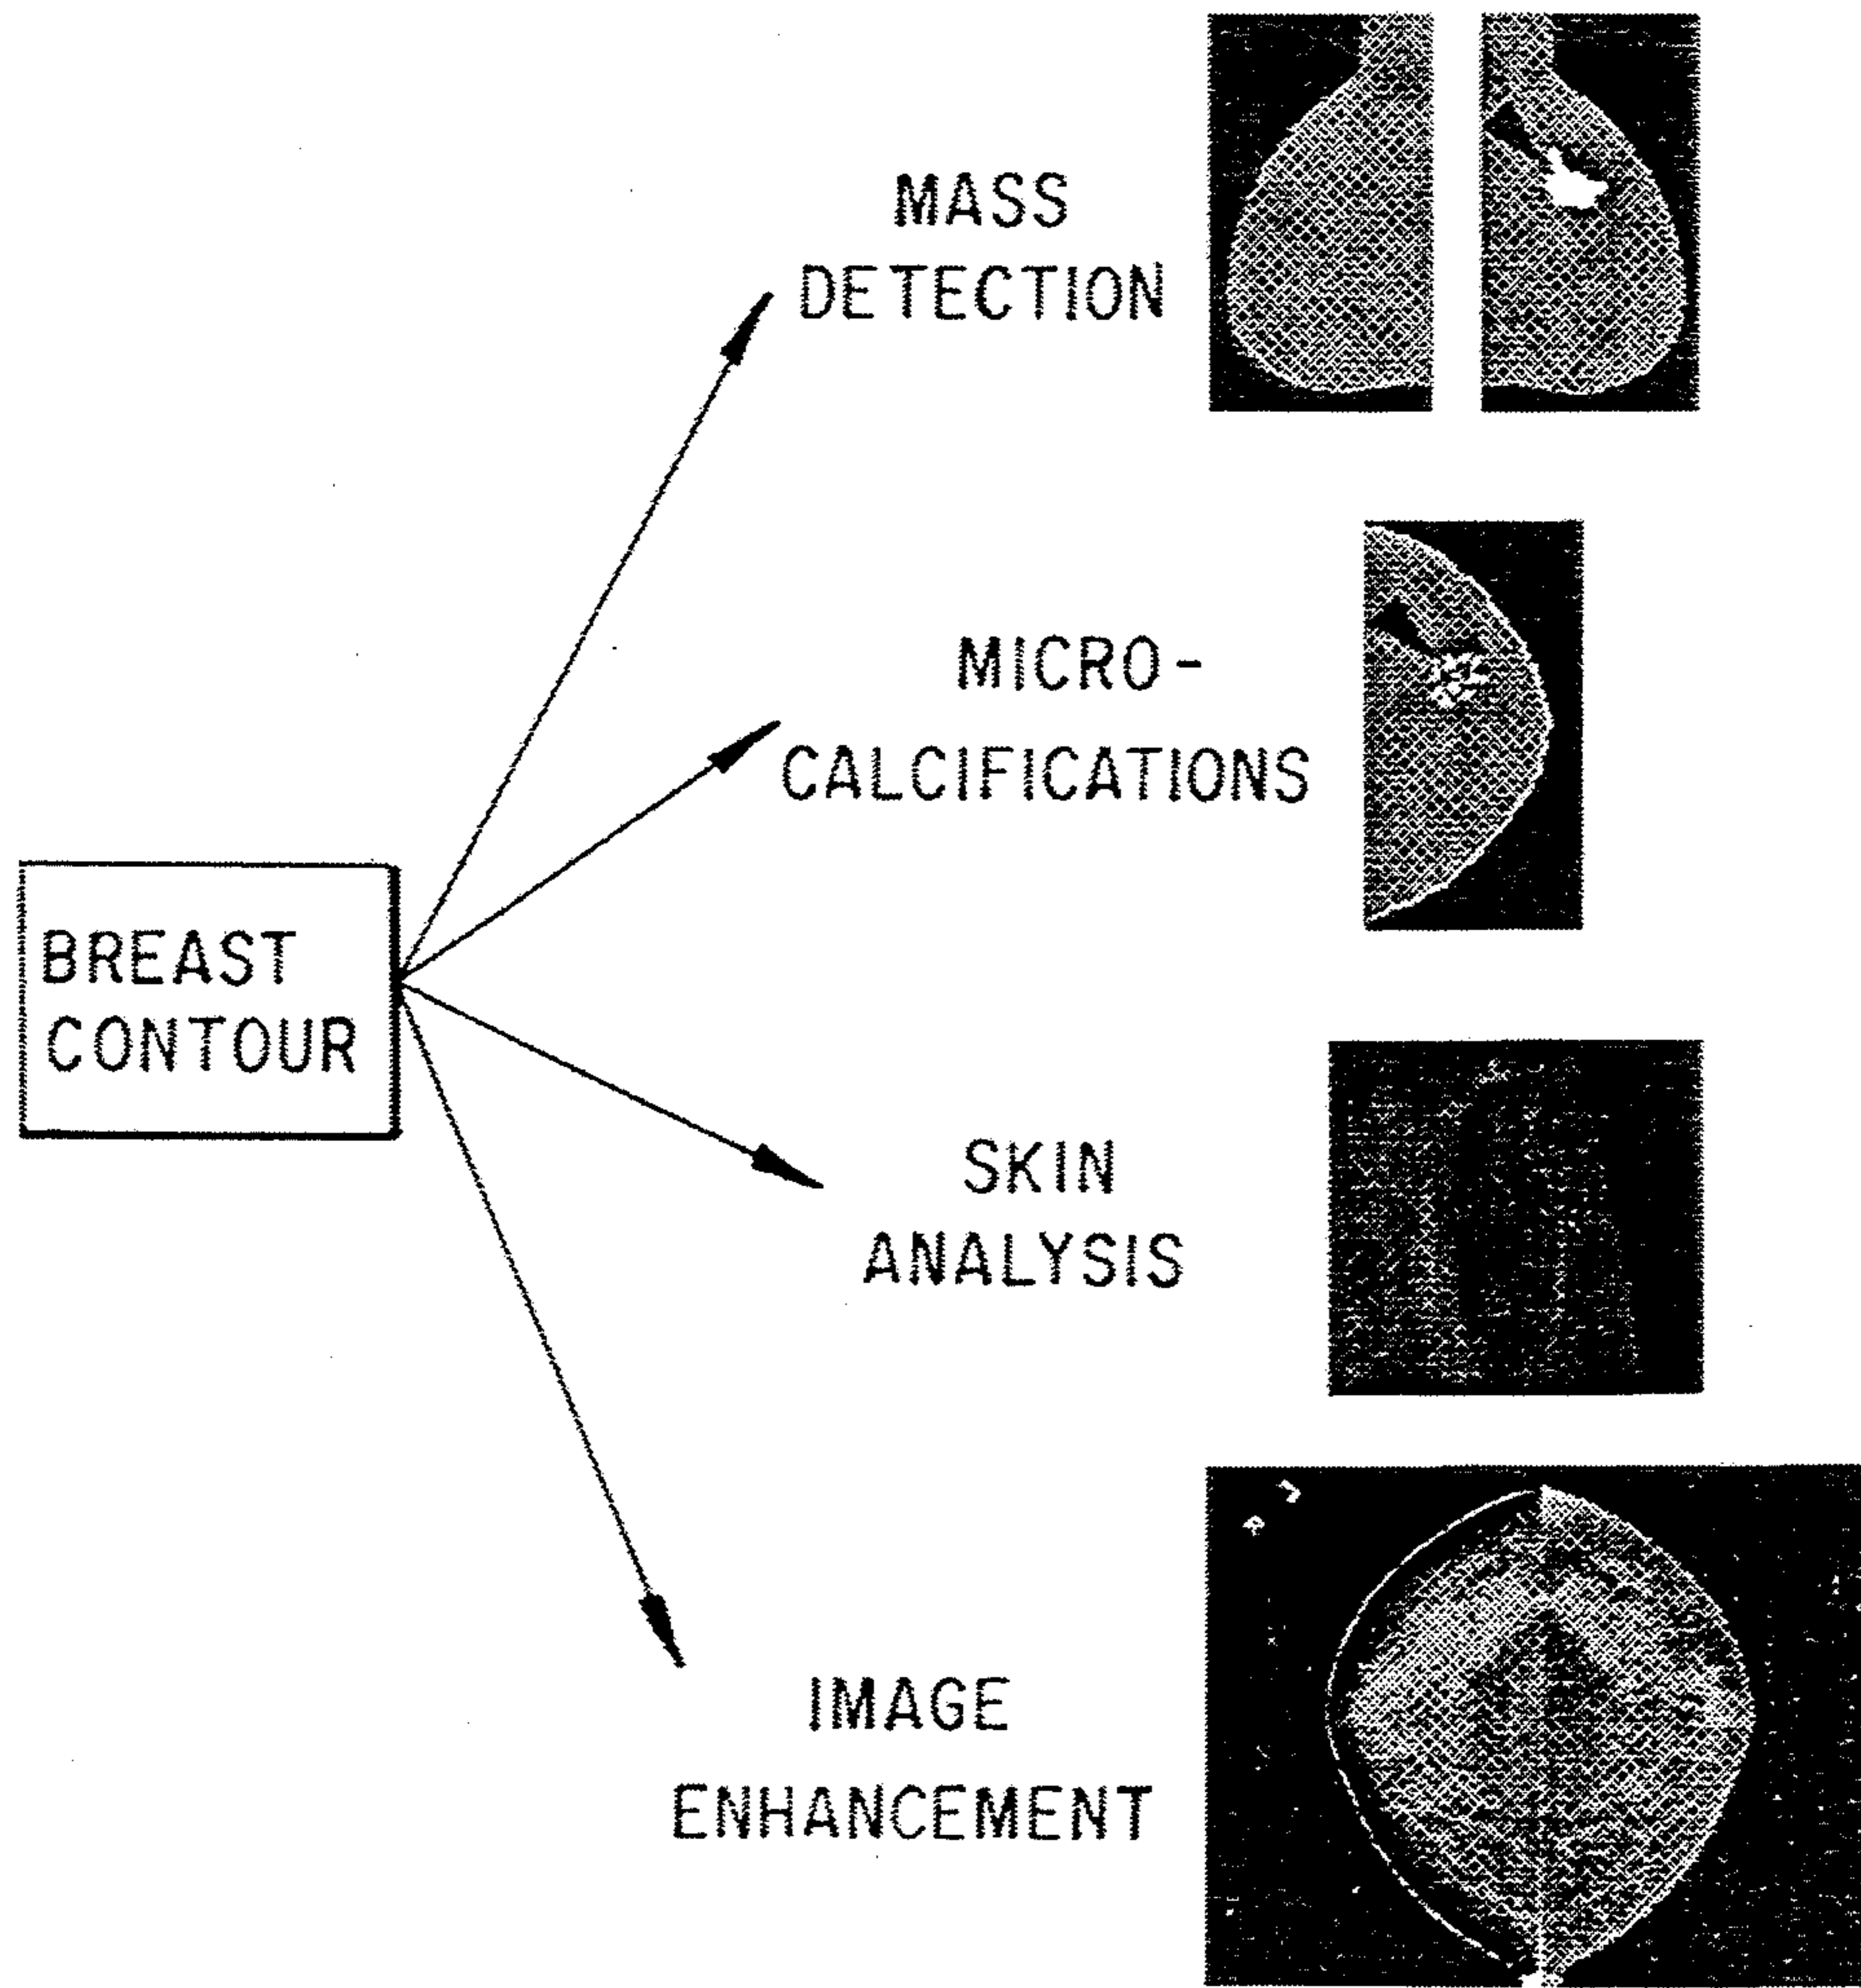 MASS
DETECTION
MICRO-
CALCIFICATIONS
BREAST
CONTOUR
SKIN
ANALYSIS
IMAGE
ENHANCEMENT
R